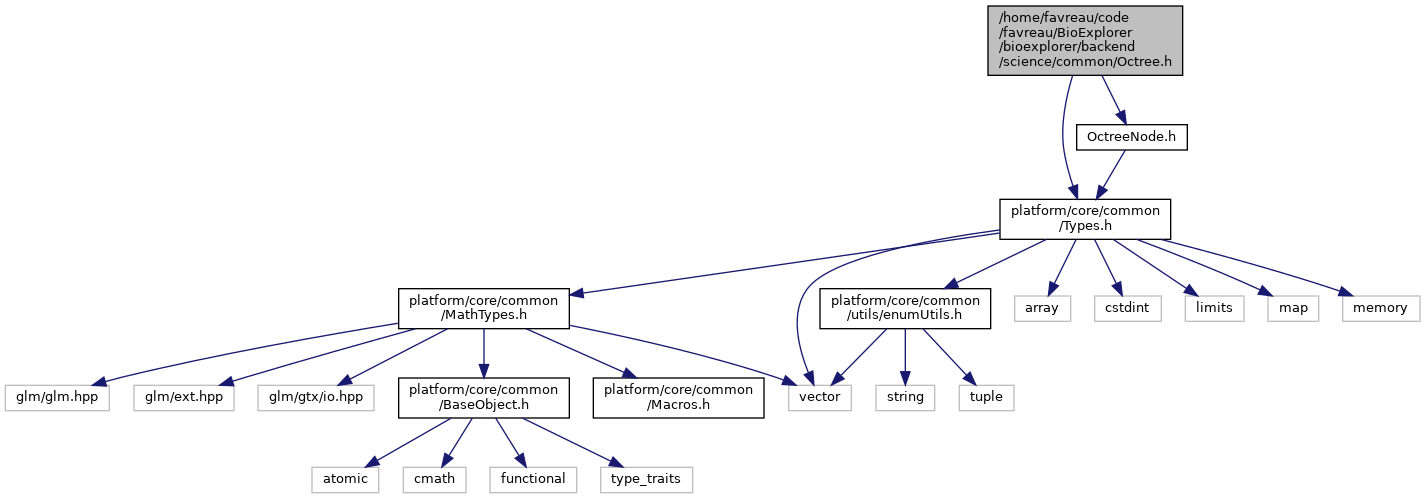 /home/favreau/code
/favreau/BioExplorer
/bioexplorer/backend
/science/common/Octree.h
OctreeNode.h
platform/core/common
/Types.h
platform/core/common
/MathTypes.h
platform/core/common
/utils/enumUtils.h
array
cstdint
limits
map
memory
glm/glm.hpp
glm/ext.hpp
glm/gtx/io.hpp
platform/core/common
/BaseObject.h
platform/core/common
/Macros.h
vector
string
tuple
atomic
cmath
functional
type_traits